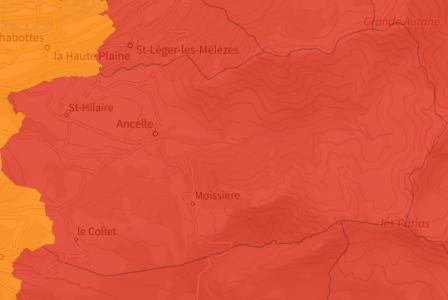 Grande Autane
habottes
St-Léger-les-Mélèzes
la Haute Plaine
St-Hilaire
Ancelle
Moissière
les Parias
le Collet